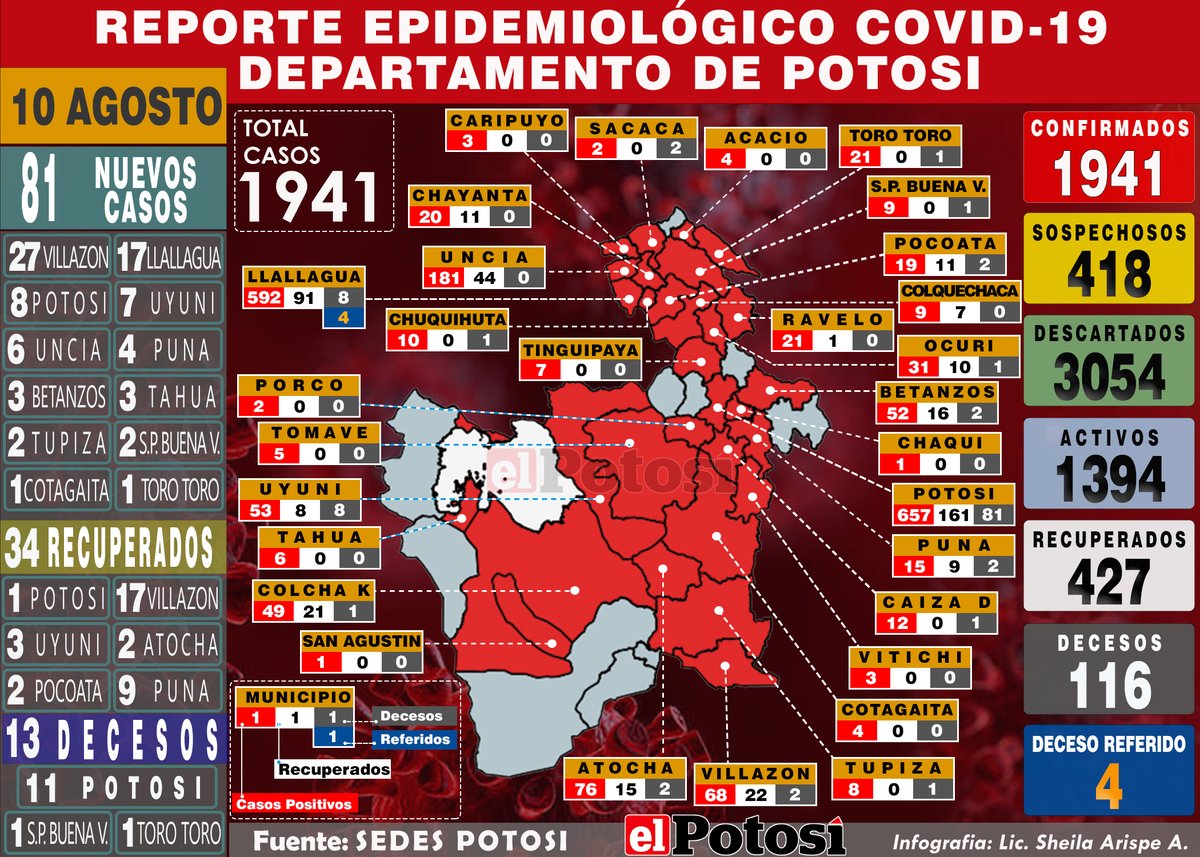 REPORTE EPIDEMIOLÓGICO COVID-19
DEPARTAMENTO DE POTOSI
10 AGOSTO
81 NUEVOS CASOS
27 VILLAZON
17 LLALLAGUA
8 POTOSI
7 UYUNI
6 UNCIA
4 PUNA
3 BETANZOS
3 TAHUA
2 TUPIZA
2 S.P. BUENA V.
1 COTAGAITA
1 TORO TORO
34 RECUPERADOS
1 POTOSI
17 VILLAZON
3 UYUNI
2 ATOCHA
2 POCOATA
9 PUNA
13 DECESOS
11 POTOSI
1 S.P. BUENA V.
1 TORO TORO
TOTAL
CASOS
1941
CARIPUYO
3 0 0
SACACA
2 0 2
ACACIO
4 0 0
TORO TORO
21 0 1
CHAYANTA
20 11 0
S.P. BUENA V.
9 0 1
UNCIA
181 44 0
POCOATA
19 11 2
LLALLAGUA
592 91 8
4
COLQUECHACA
9 7 0
CHUQUIHUTA
10 0 1
RAVELO
21 1 0
TINGUIPAYA
7 0 0
OCURI
31 10 1
PORCO
2 0 0
BETANZOS
52 16 2
TOMAVE
5 0 0
CHAQUI
1 0 0
UYUNI
53 8 8
POTOSI
657 161 81
TAHUA
6 0 0
PUNA
15 9 2
COLCHA K
49 21 1
CAIZA D
12 0 1
SAN AGUSTIN
1 0 0
VITICHI
3 0 0
COTAGAITA
4 0 0
ATOCHA
76 15 2
VILLAZON
68 22 2
TUPIZA
8 0 1
el Potosí
MUNICIPIO
1 1 1
1
Decesos
Referidos
Recuperados
Casos Positivos
CONFIRMADOS
1941
SOSPECHOSOS
418
DESCARTADOS
3054
ACTIVOS
1394
RECUPERADOS
427
DECESOS
116
DECESO REFERIDO
4
Fuente: SEDES POTOSI
el Potosí
Infografia: Lic. Sheila Arispe A.